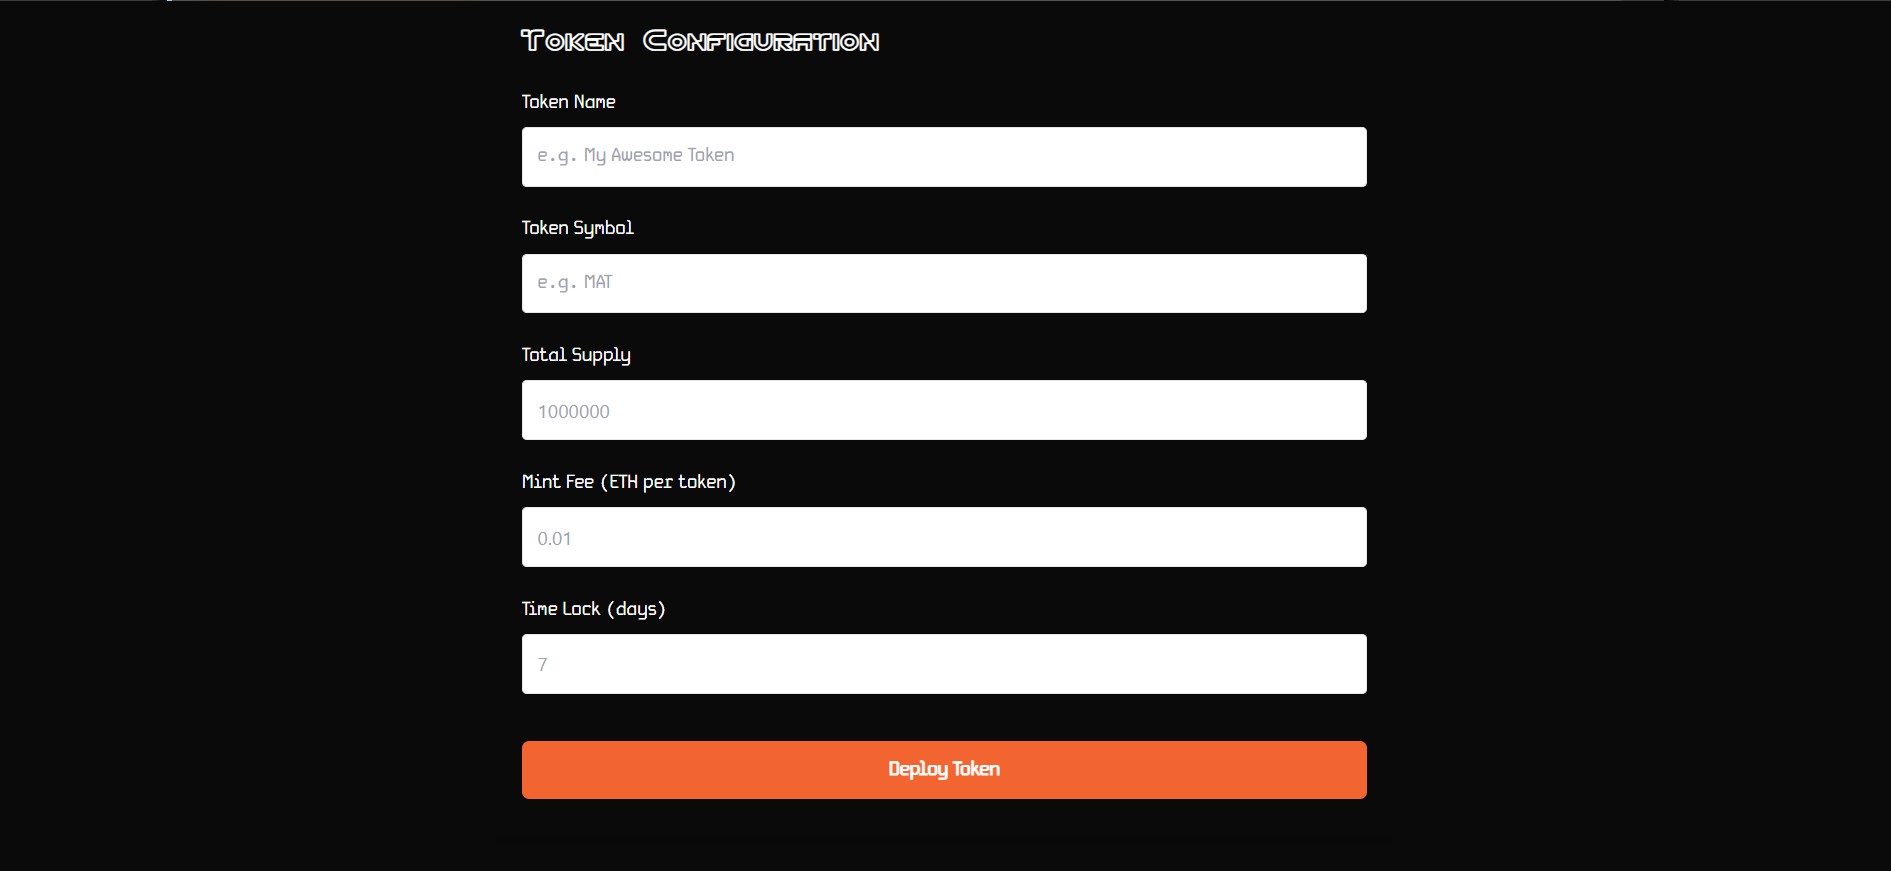 Token Configuration
Token Name
e.g. My Awesome Token
Token Symbol
e.g. MAT
Total Supply
1000000
Mint Fee (ETH per token)
0.01
Time Lock (days)
7
Deploy Token